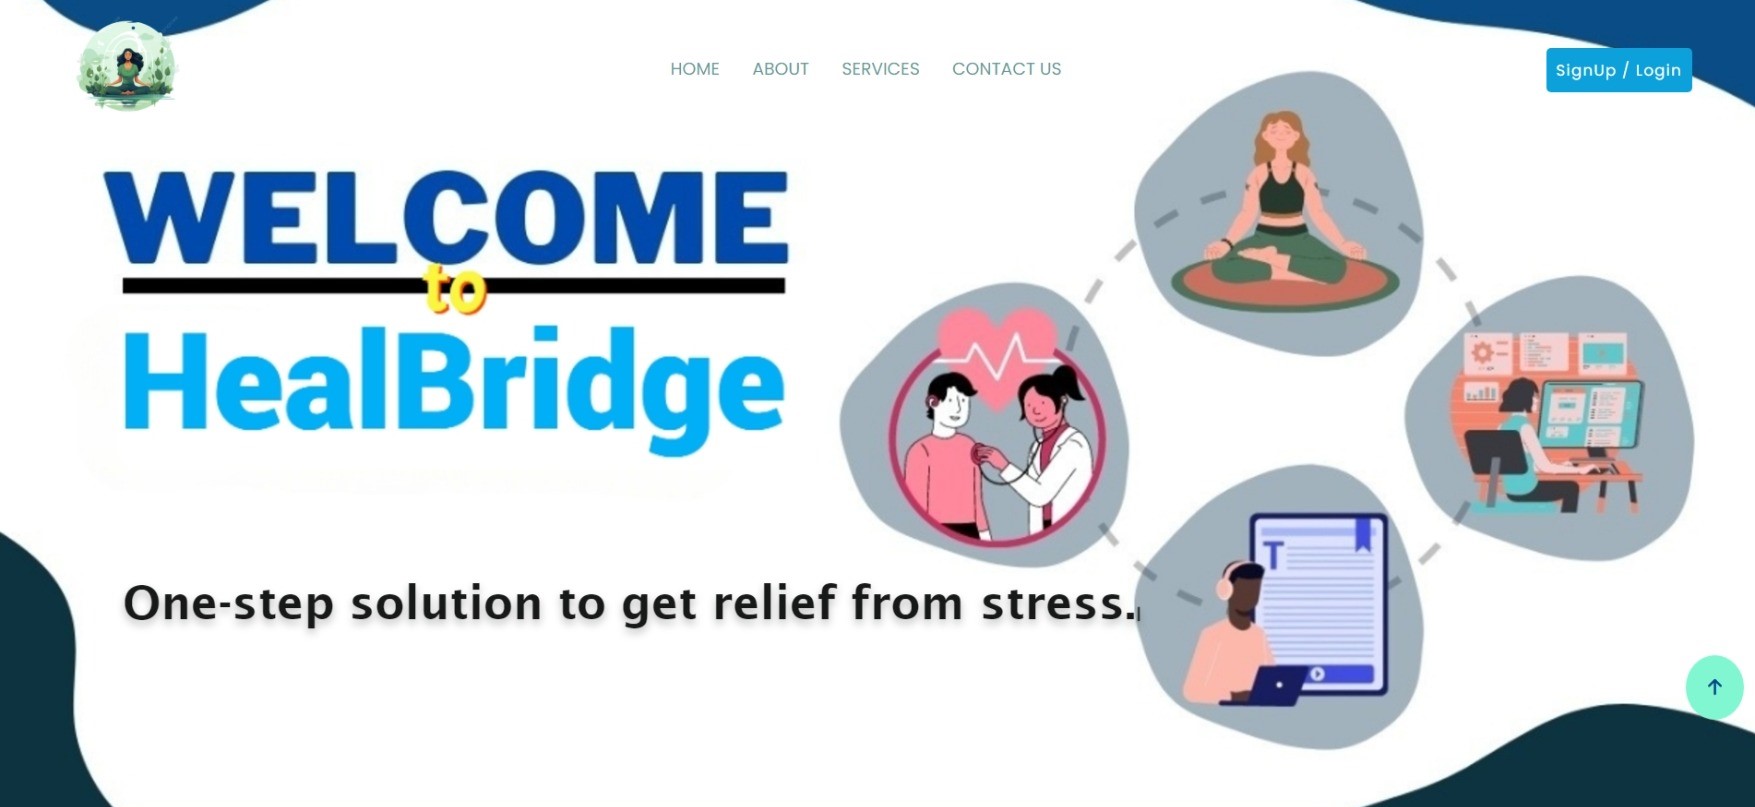 HOME ABOUT SERVICES CONTACT US SignUp / Login
WELCOME
to
HealBridge
One-step solution to get relief from stress.
T